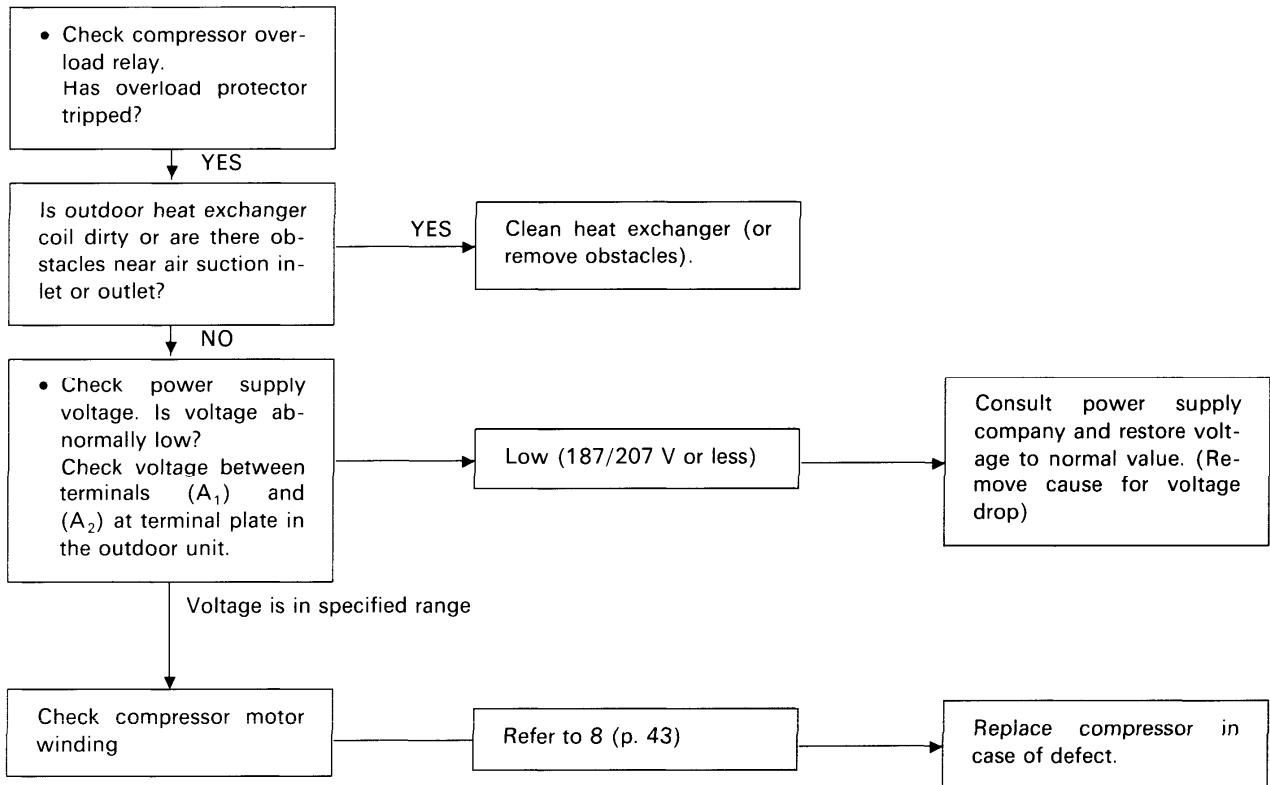 • Check compressor over-
load relay.
Has overload protector
tripped?
YES
Is outdoor heat exchanger
coil dirty or are there ob-
stacles near air suction in-
let or outlet?
YES
Clean heat exchanger (or
remove obstacles).
NO
• Check power supply
voltage. Is voltage ab-
normally low?
Check voltage between
terminals (A₁) and
(A₂) at terminal plate in
the outdoor unit.
Low (187/207 V or less)
Consult power supply
company and restore volt-
age to normal value. (Re-
move cause for voltage
drop)
Voltage is in specified range
Check compressor motor
winding
Refer to 8 (p. 43)
Replace compressor in
case of defect.